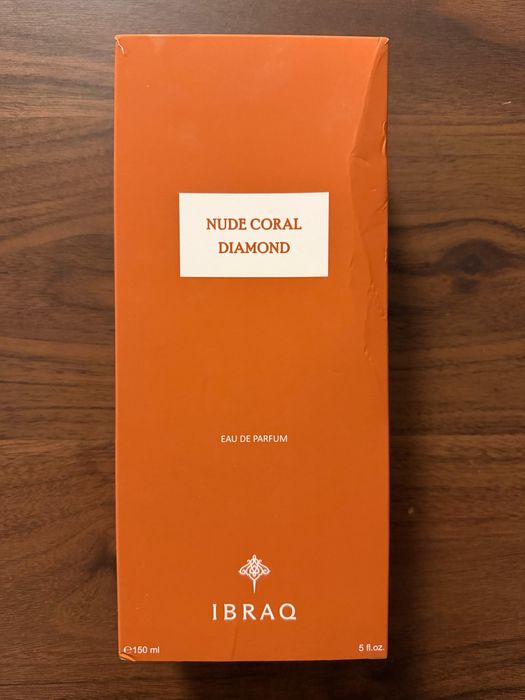 NUDE CORAL
DIAMOND
EAU DE PARFUM
IBRAQ
℮150 ml
5 fl.oz.